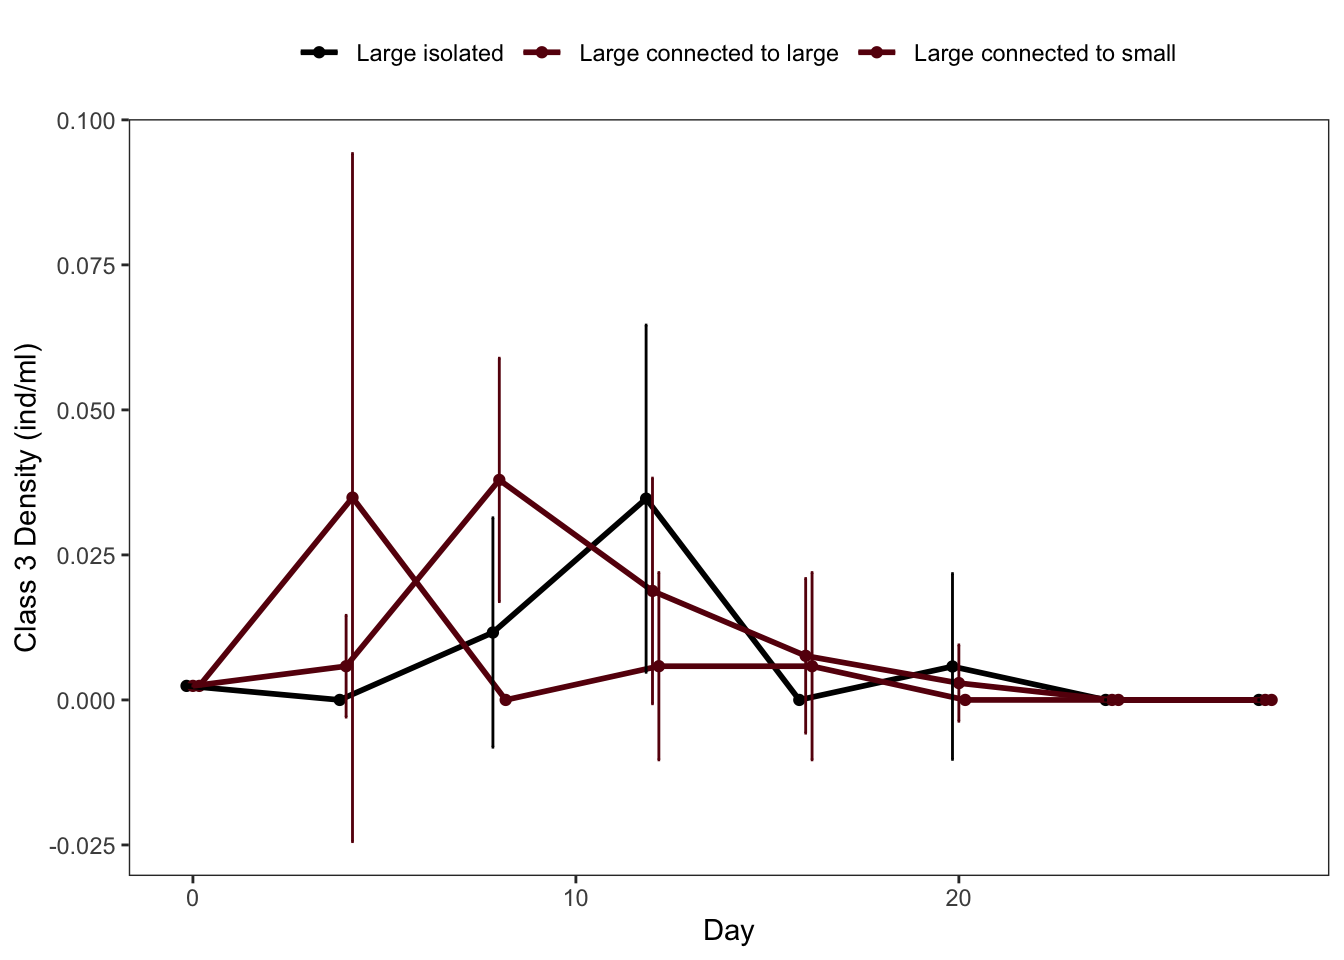 Large isolated Large connected to large Large connected to small
0.100
0.075
0.050
0.025
0.000
-0.025
Class 3 Density (ind/ml)
0 10 20
Day